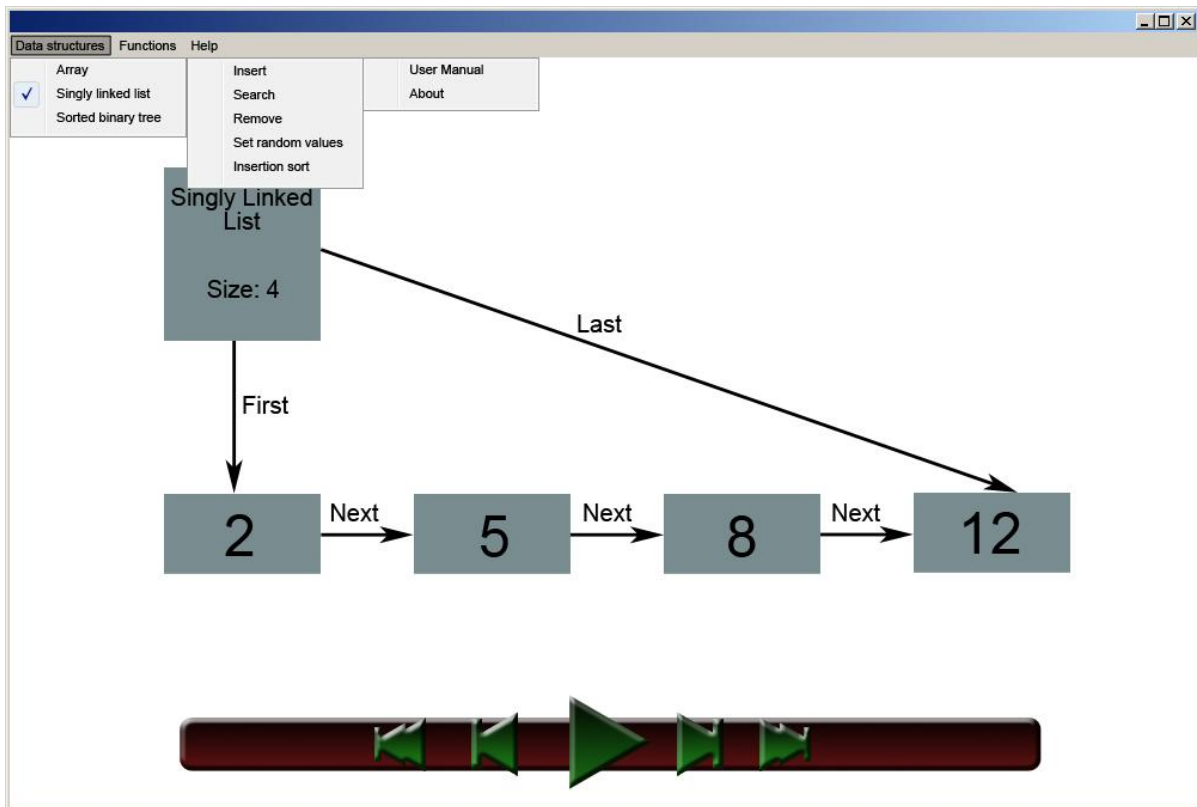 Data structures Functions Help
Array
Singly linked list
Sorted binary tree
Insert
Search
Remove
Set random values
Insertion sort
User Manual
About
Singly Linked
List
Size: 4
Last
First
2 Next 5 Next 8 Next 12